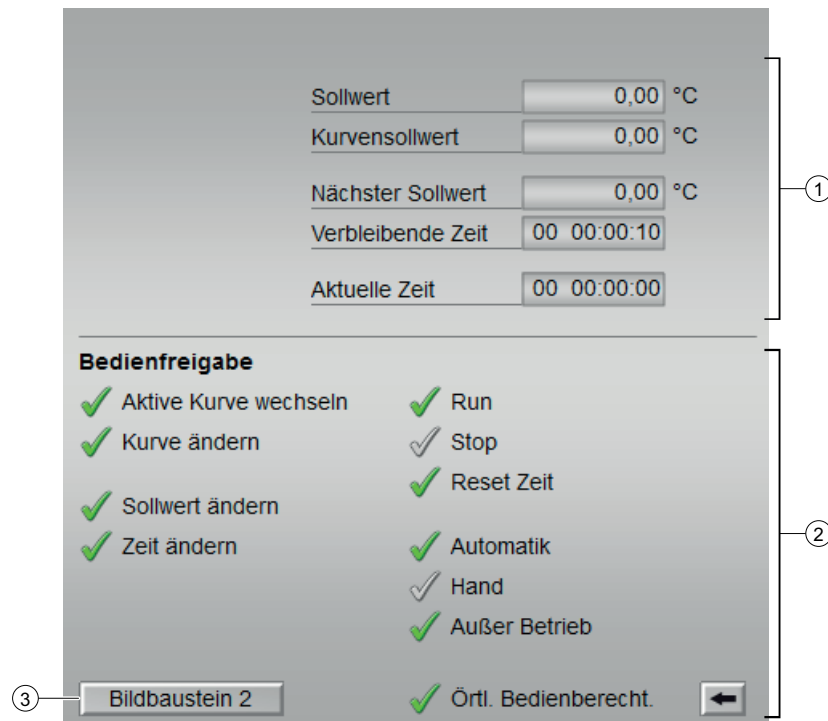 Sollwert 0,00 °C
Kurvensollwert 0,00 °C
Nächster Sollwert 0,00 °C
Verbleibende Zeit 00 00:00:10
Aktuelle Zeit 00 00:00:00
1
Bedienfreigabe
Aktive Kurve wechseln
Kurve ändern
Sollwert ändern
Zeit ändern
Run
Stop
Reset Zeit
Automatik
Hand
Außer Betrieb
Örtl. Bedienberecht.
2
3
Bildbaustein 2